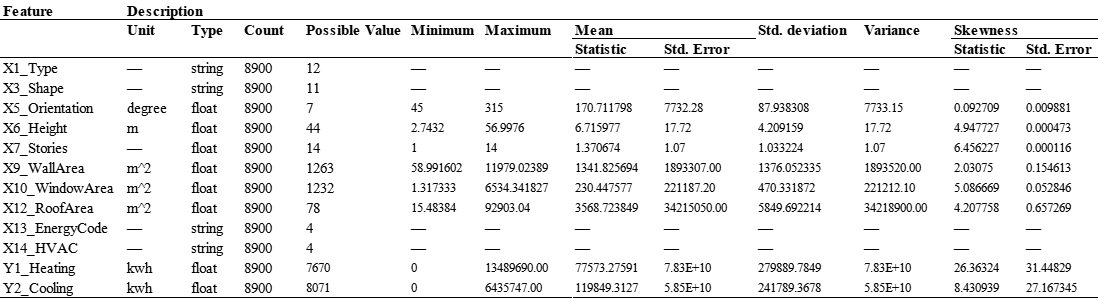 Feature Description
Unit Type Count Possible Value Minimum Maximum Mean Std. deviation Variance Skewness
Statistic Std. Error Statistic Std. Error
X1_Type — string 8900 12 — — — — — — — —
X3_Shape — string 8900 11 — — — — — — — —
X5_Orientation degree float 8900 7 45 315 170.711798 7732.28 87.938308 7733.15 0.092709 0.009881
X6_Height m float 8900 44 2.7432 56.9976 6.715977 17.72 4.209159 17.72 4.947727 0.000473
X7_Stories — float 8900 14 1 14 1.370674 1.07 1.033224 1.07 6.456227 0.000116
X9_WallArea m^2 float 8900 1263 58.991602 11979.02389 1341.825694 1893307.00 1376.052335 1893520.00 2.03075 0.154613
X10_WindowArea m^2 float 8900 1232 1.317333 6534.341827 230.447577 221187.20 470.331872 221212.10 5.086669 0.052846
X12_RoofArea m^2 float 8900 78 15.48384 92903.04 3568.723849 34215050.00 5849.692214 34218900.00 4.207758 0.657269
X13_EnergyCode — string 8900 4 — — — — — — — —
X14_HVAC — string 8900 4 — — — — — — — —
Y1_Heating kwh float 8900 7670 0 13489690.00 77573.27591 7.83E+10 279889.7849 7.83E+10 26.36324 31.44829
Y2_Cooling kwh float 8900 8071 0 6435747.00 119849.3127 5.85E+10 241789.3678 5.85E+10 8.430939 27.167345